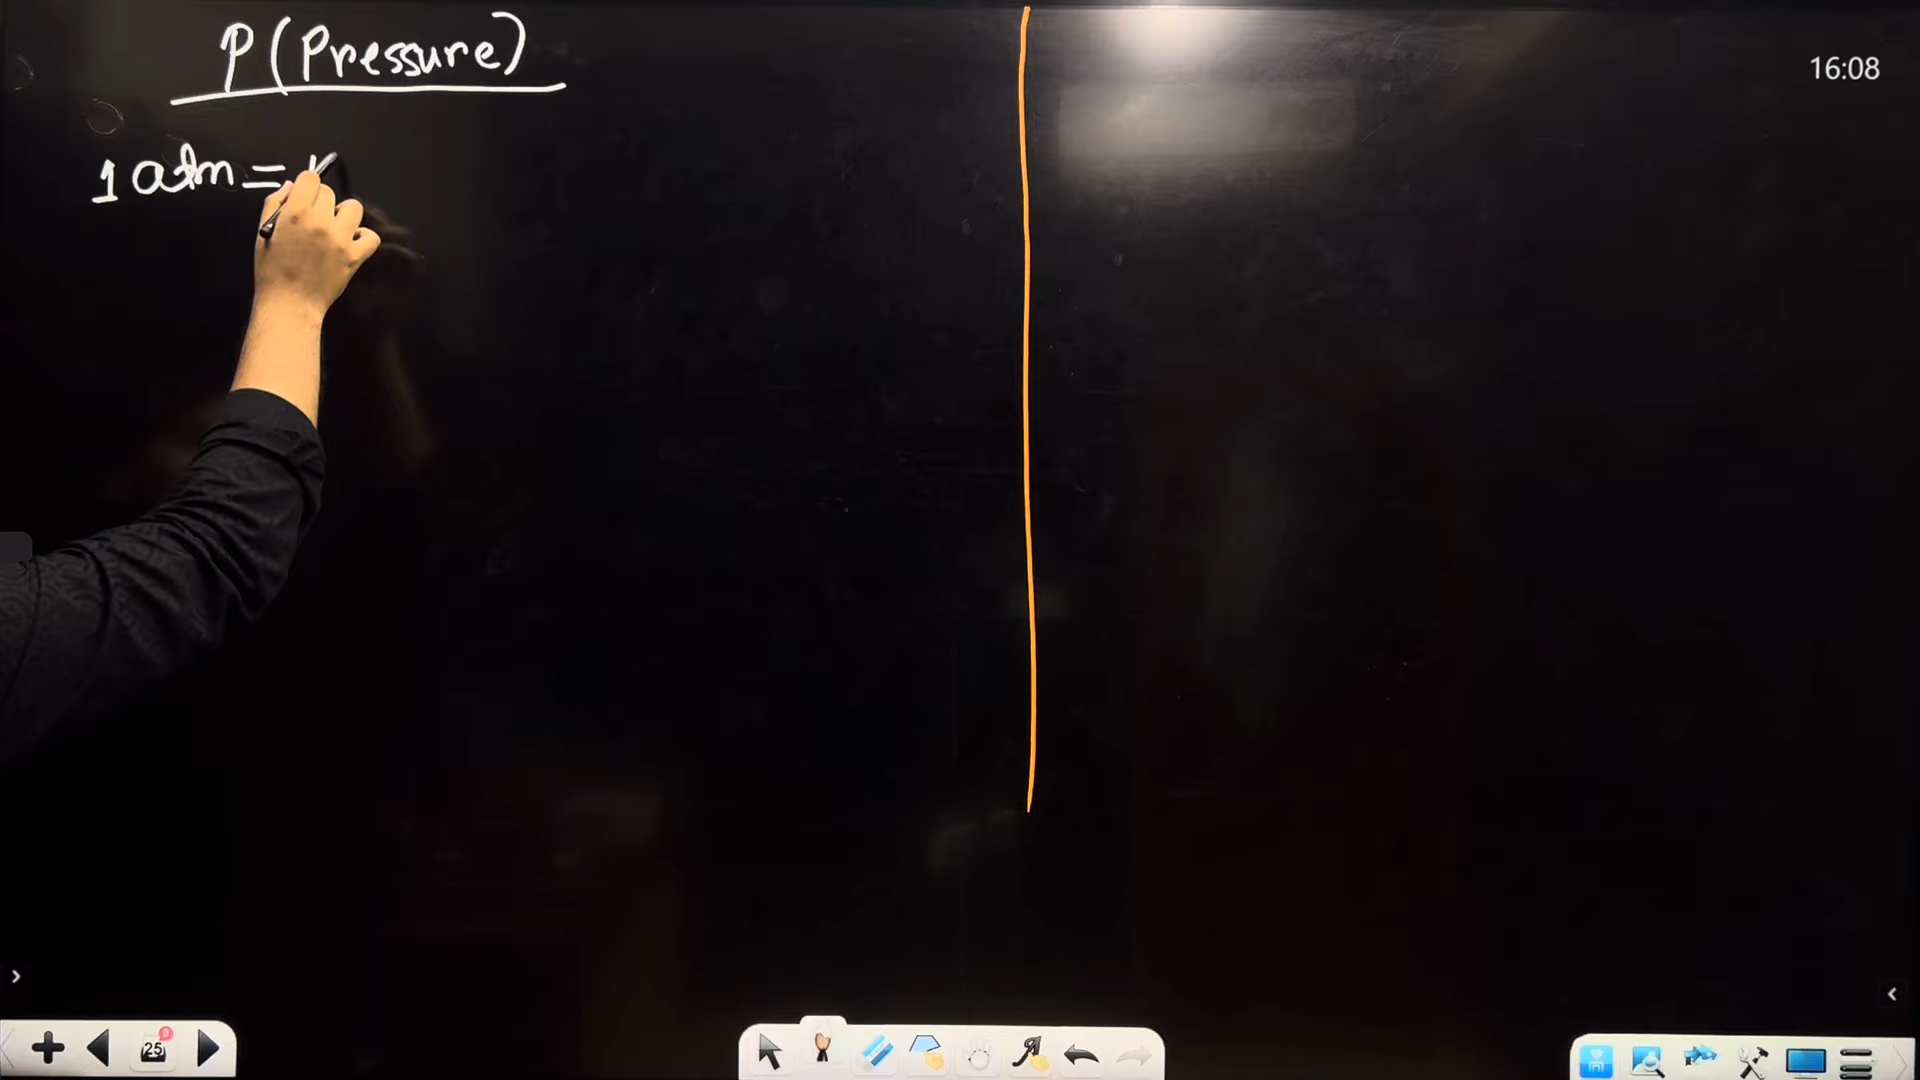 P (Pressure)
16:08
1 atm =
25